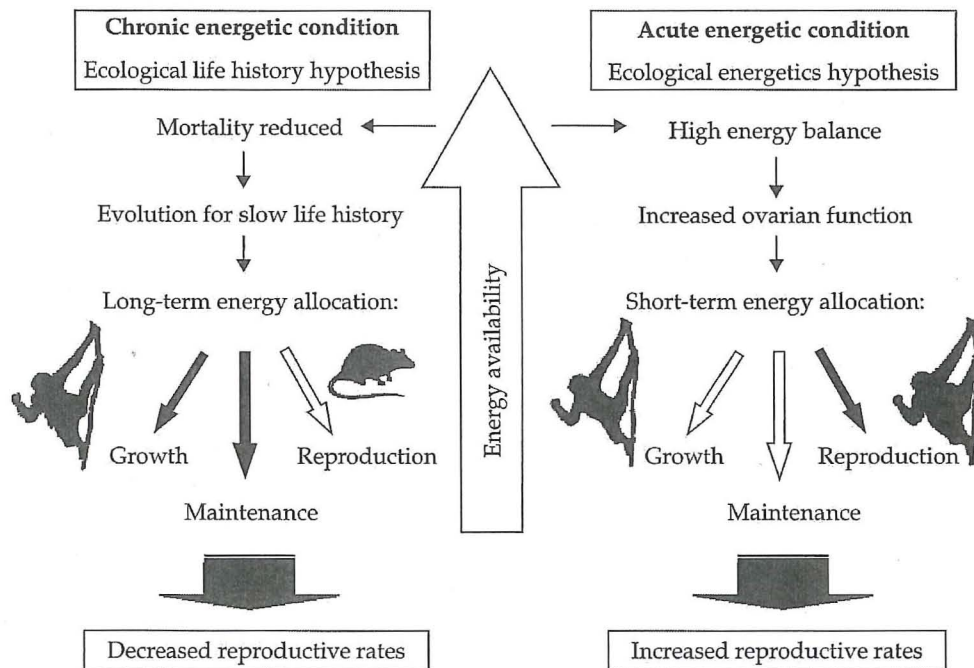 Chronic energetic condition
Ecological life history hypothesis
Mortality reduced
Evolution for slow life history
Long-term energy allocation:
Growth
Reproduction
Maintenance
Decreased reproductive rates
Energy availability
Acute energetic condition
Ecological energetics hypothesis
High energy balance
Increased ovarian function
Short-term energy allocation:
Growth
Reproduction
Maintenance
Increased reproductive rates